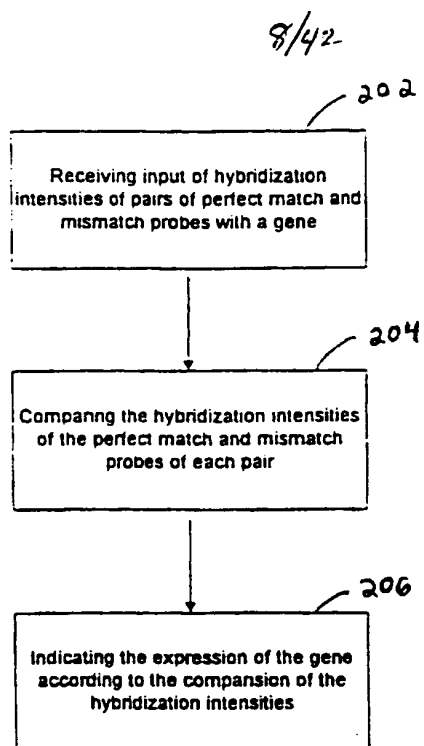 8/42
202
Receiving input of hybridization
intensities of pairs of perfect match and
mismatch probes with a gene
204
Comparing the hybridization intensities
of the perfect match and mismatch
probes of each pair
206
Indicating the expression of the gene
according to the comparision of the
hybridization intensities